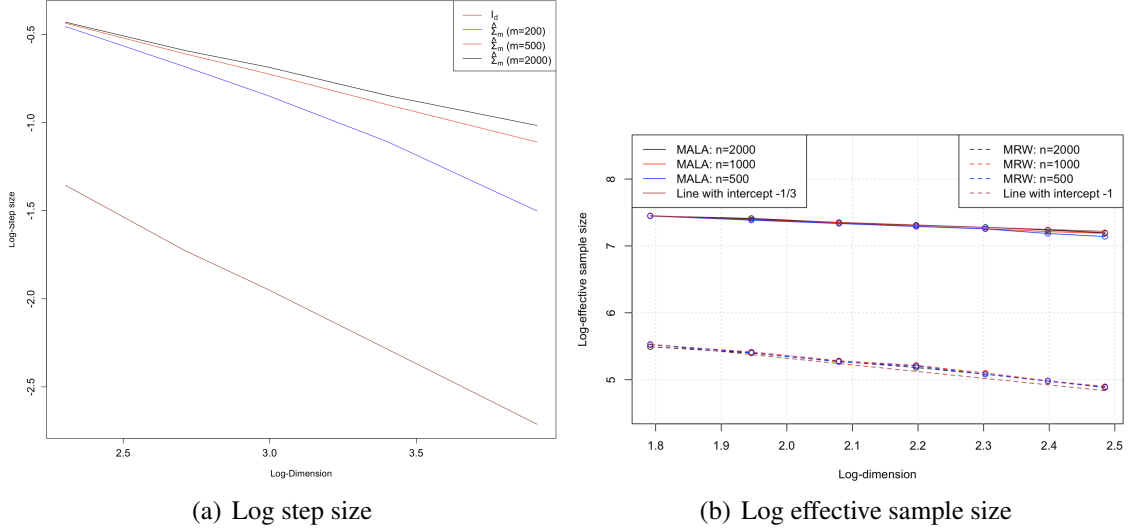 I_d
Σ̂_m (m=200)
Σ̂_m (m=500)
Σ̂_m (m=2000)
Log-Step size
-0.5
-1.0
-1.5
-2.0
-2.5
2.5
3.0
3.5
Log-Dimension
(a) Log step size
MALA: n=2000
MALA: n=1000
MALA: n=500
Line with intercept -1/3
MRW: n=2000
MRW: n=1000
MRW: n=500
Line with intercept -1
Log-effective sample size
8
7
6
5
1.8
1.9
2.0
2.1
2.2
2.3
2.4
2.5
Log-dimension
(b) Log effective sample size